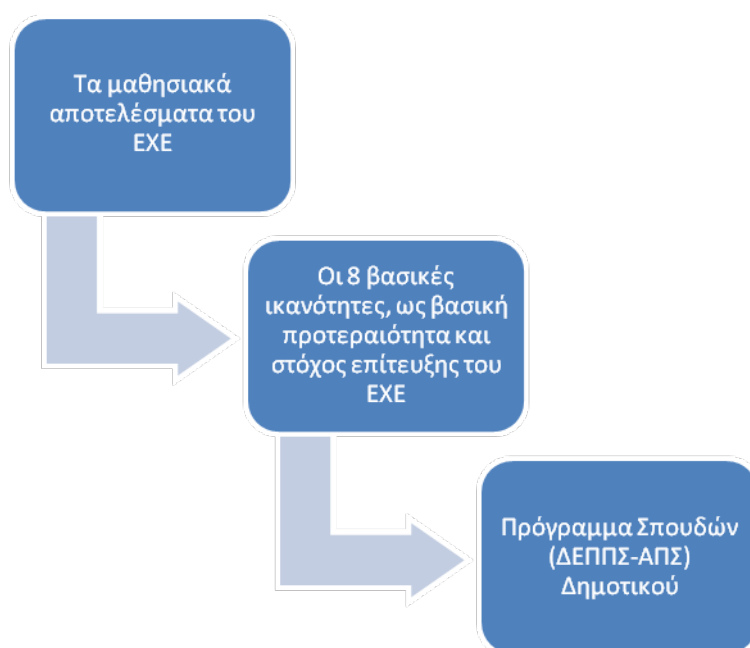 Τα μαθησιακά
αποτελέσματα του
ΕΧΕ
Οι 8 βασικές
ικανότητες, ως βασική
προτεραιότητα και
στόχος επίτευξης του
ΕΧΕ
Πρόγραμμα Σπουδών
(ΔΕΠΠΣ-ΑΠΣ)
Δημοτικού